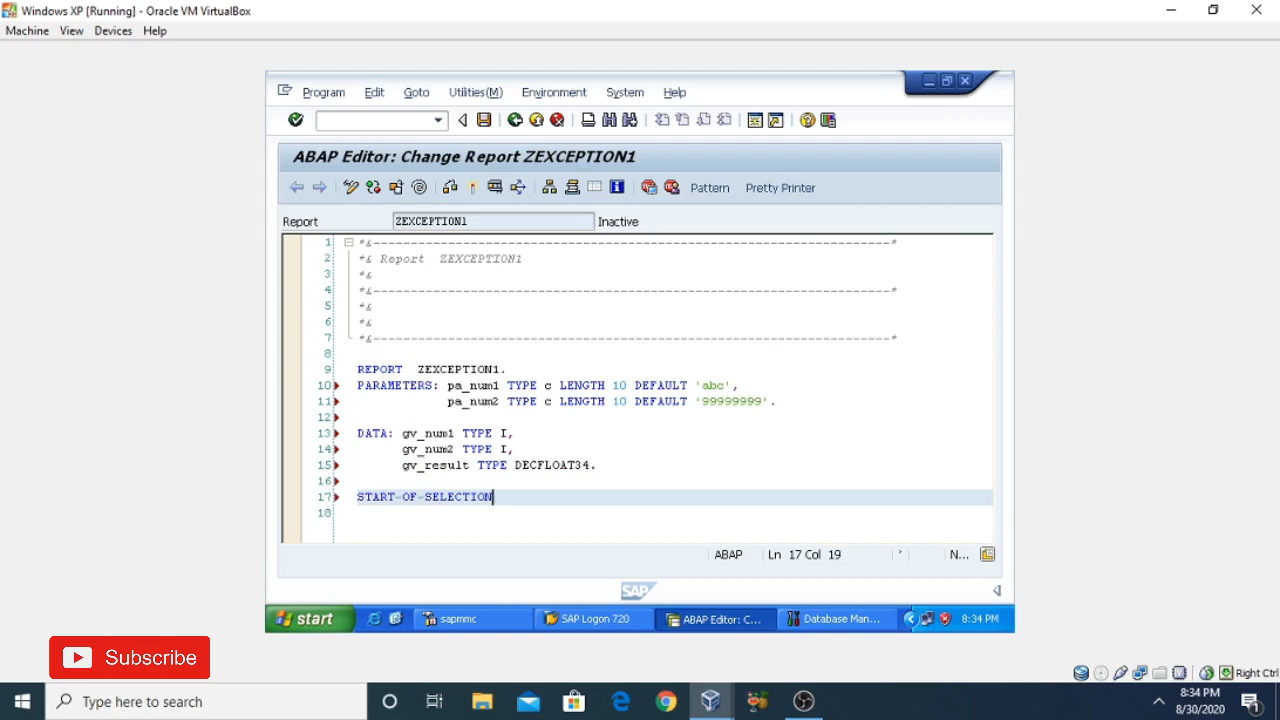 Windows XP [Running] - Oracle VM VirtualBox
Machine View Devices Help
Program Edit Goto Utilities(M) Environment System Help
ABAP Editor: Change Report ZEXCEPTION1
Pattern Pretty Printer
Report ZEXCEPTION1 Inactive
1 *&---------------------------------------------------------------------*
2 *& Report ZEXCEPTION1
3 *&
4 *&---------------------------------------------------------------------*
5 *&
6 *&
7 *&---------------------------------------------------------------------*
8
9 REPORT ZEXCEPTION1.
10 PARAMETERS: pa_num1 TYPE c LENGTH 10 DEFAULT 'abc',
11 pa_num2 TYPE c LENGTH 10 DEFAULT '99999999'.
12
13 DATA: gv_num1 TYPE I,
14 gv_num2 TYPE I,
15 gv_result TYPE DECFLOAT34.
16
17 START-OF-SELECTION
18
ABAP Ln 17 Col 19 N...
SAP
start sapmmc SAP Logon 720 ABAP Editor: C... Database Man... 8:34 PM
Subscribe
Right Ctrl
Type here to search
8:34 PM
8/30/2020
1